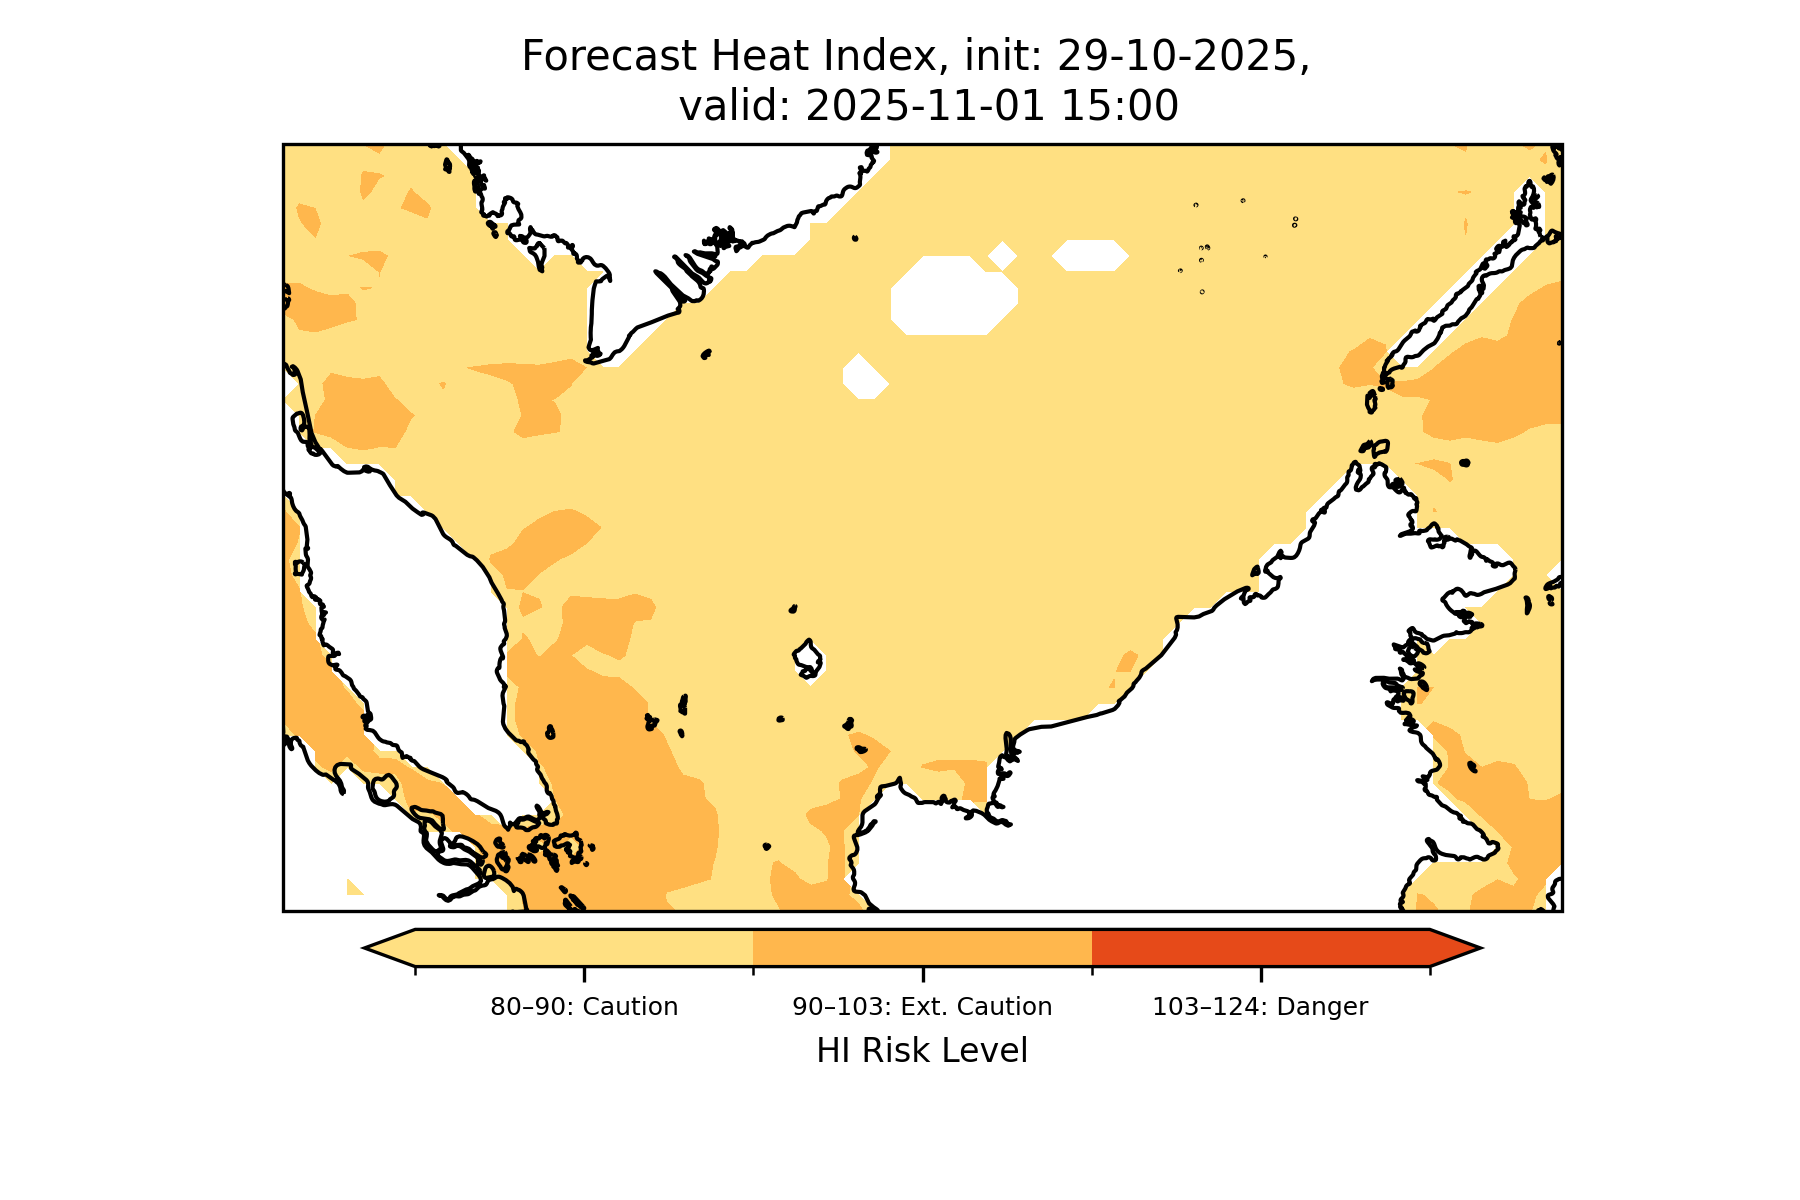 Forecast Heat Index, init: 29-10-2025,
valid: 2025-11-01 15:00
80–90: Caution
90–103: Ext. Caution
103–124: Danger
HI Risk Level